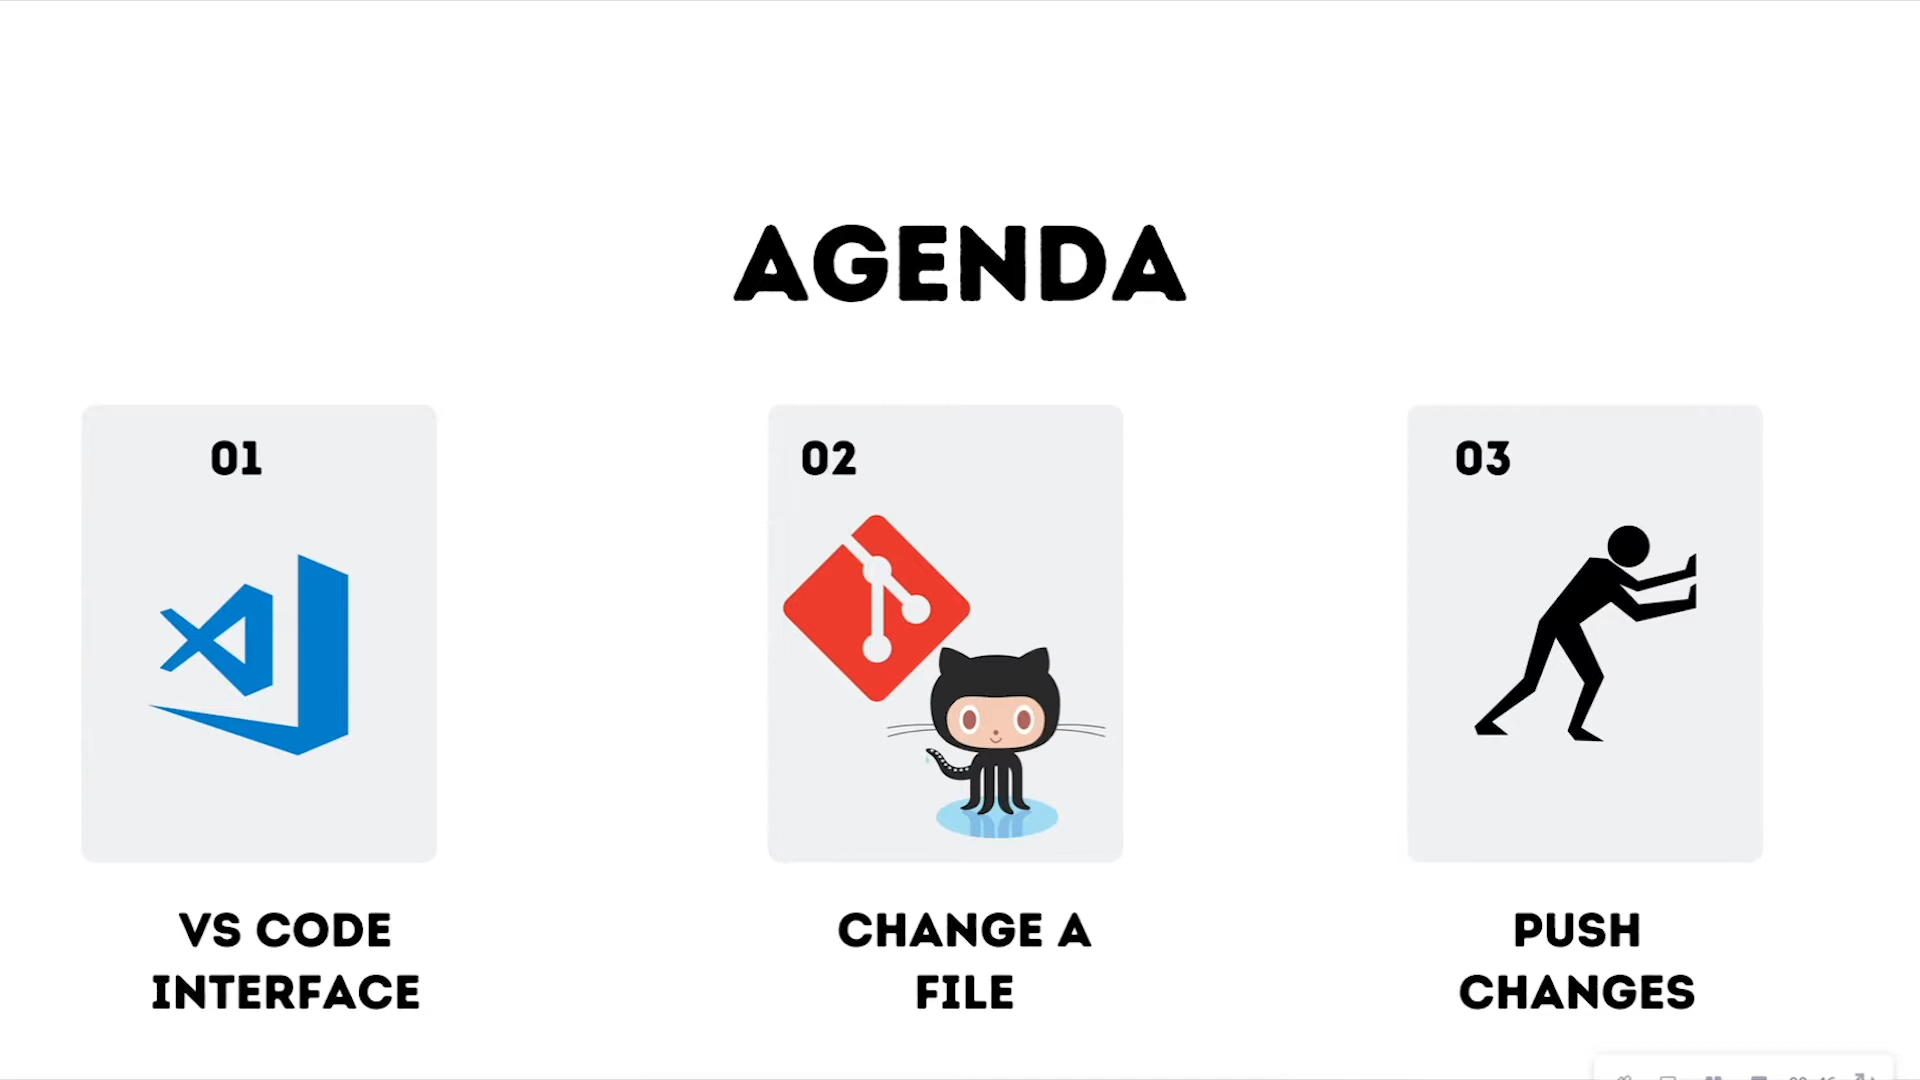 AGENDA
01
02
03
VS CODE
INTERFACE
CHANGE A
FILE
PUSH
CHANGES